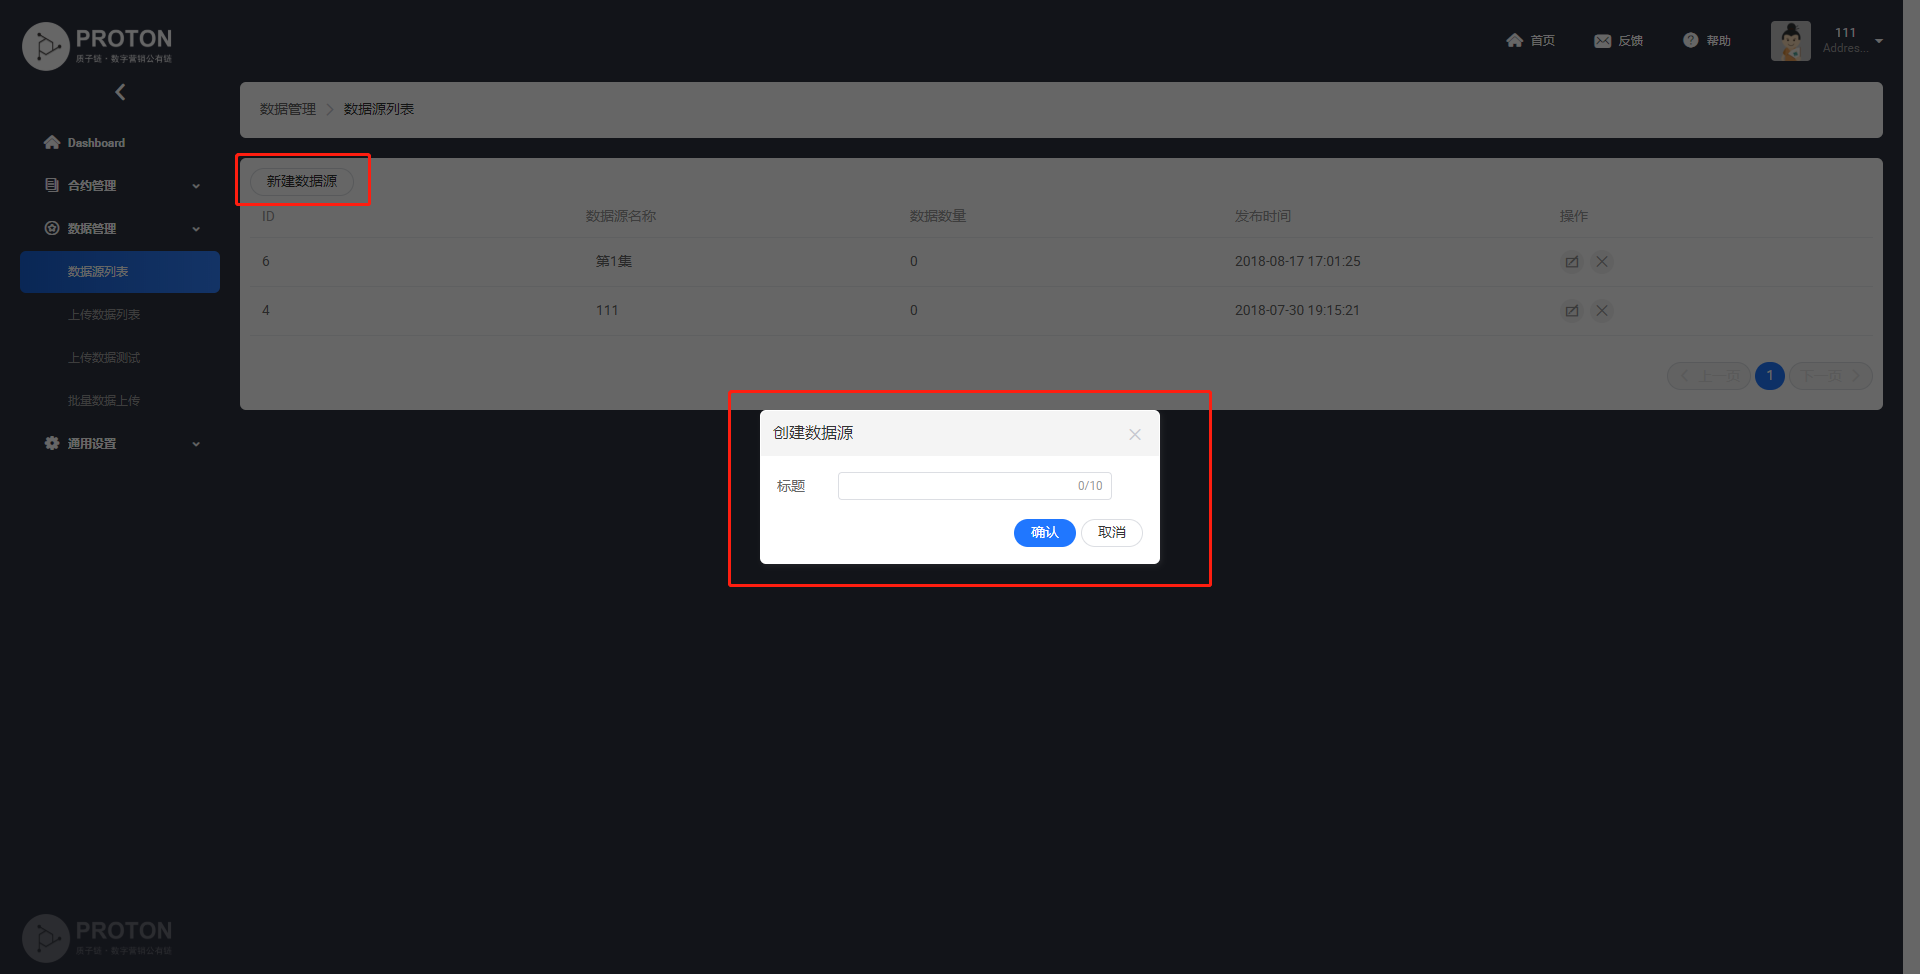 PROTON
质子链·数字营销公有链
首页
反馈
帮助
111
Addres...
Dashboard
合约管理
数据管理
数据源列表
上传数据列表
上传数据测试
批量数据上传
通用设置
数据管理 > 数据源列表
新建数据源
ID 数据源名称 数据数量 发布时间 操作
6 第1集 0 2018-08-17 17:01:25
4 111 0 2018-07-30 19:15:21
上一页 1 下一页
创建数据源
标题 0/10
确认 取消
PROTON
质子链·数字营销公有链